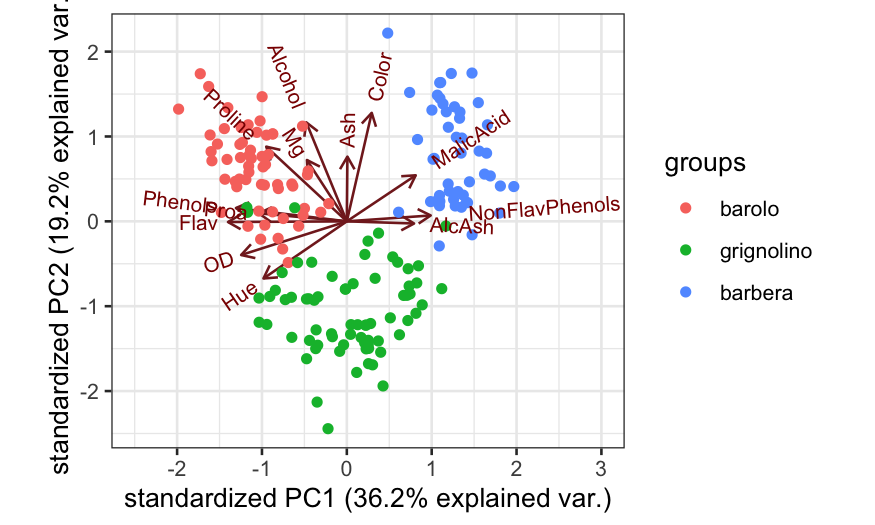 standardized PC2 (19.2% explained var.
2
1
0
-1
-2
Alcohol
Color
Proline
Mg
Ash
MalicAcid
Phenols
Proa
Flav
NonFlavPhenols
AlcAsh
OD
Hue
-2
-1
0
1
2
3
standardized PC1 (36.2% explained var.)
groups
barolo
grignolino
barbera